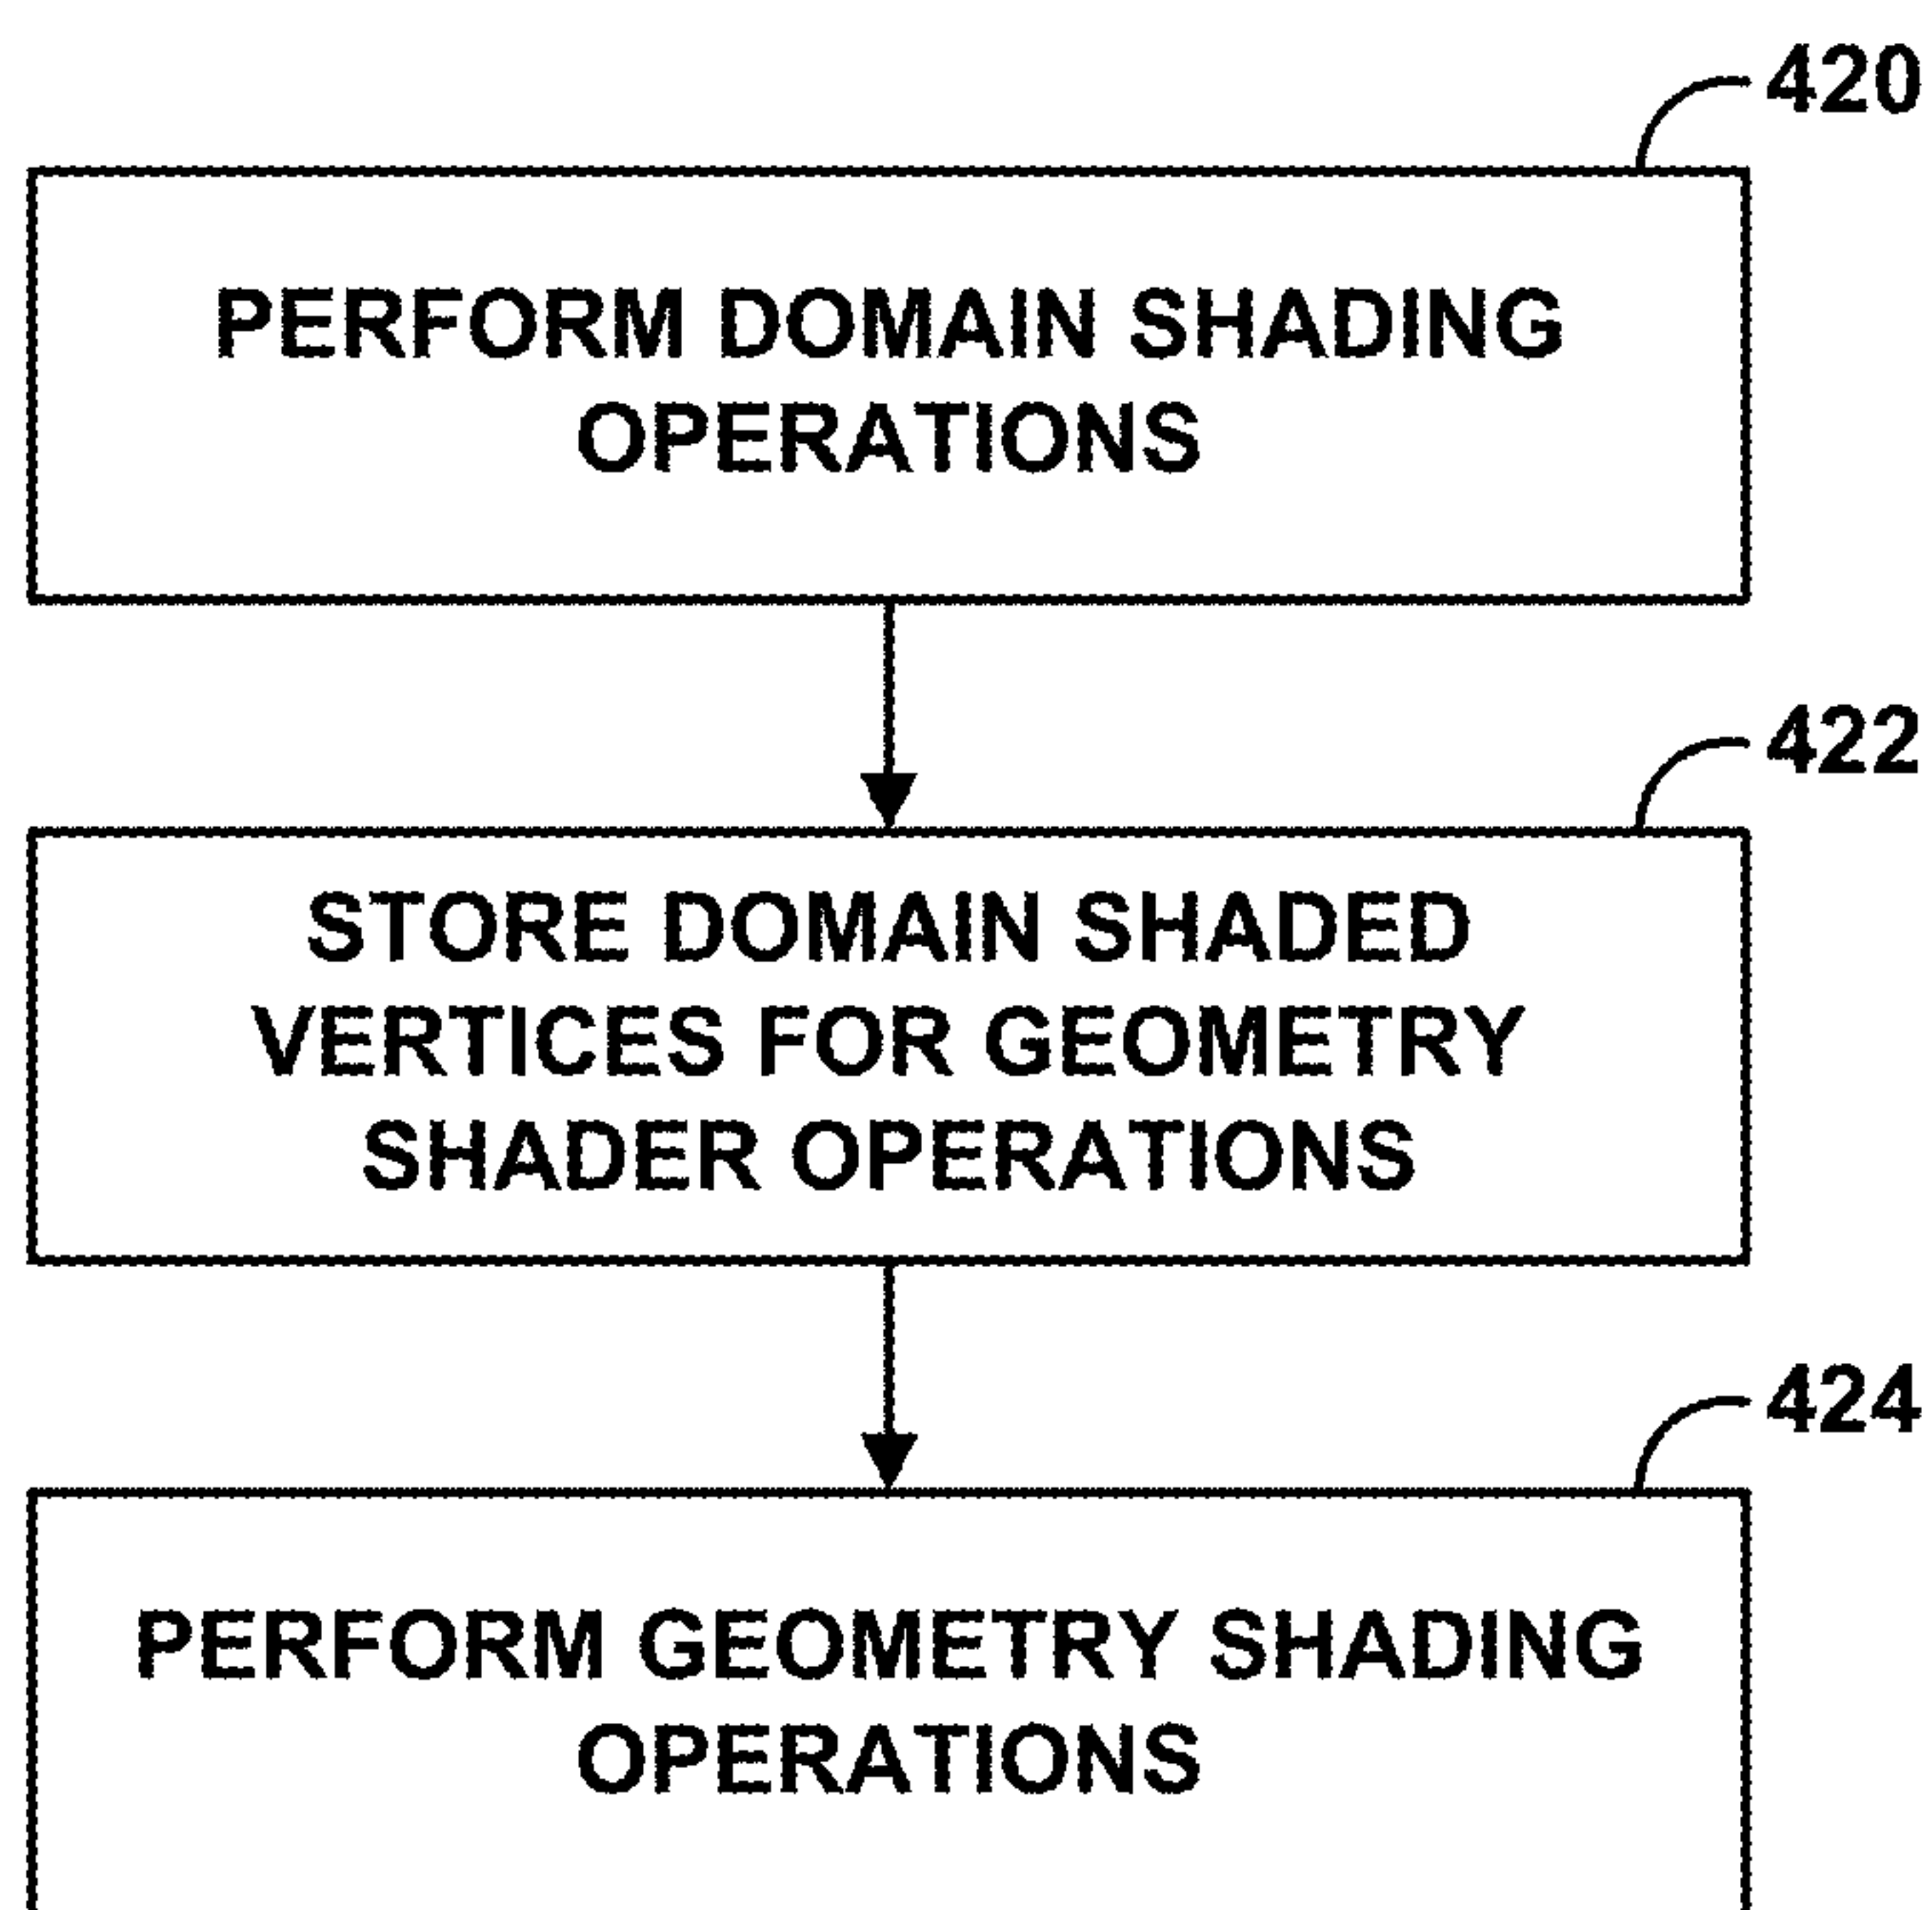 420
PERFORM DOMAIN SHADING
OPERATIONS
422
STORE DOMAIN SHADED
VERTICES FOR GEOMETRY
SHADER OPERATIONS
424
PERFORM GEOMETRY SHADING
OPERATIONS